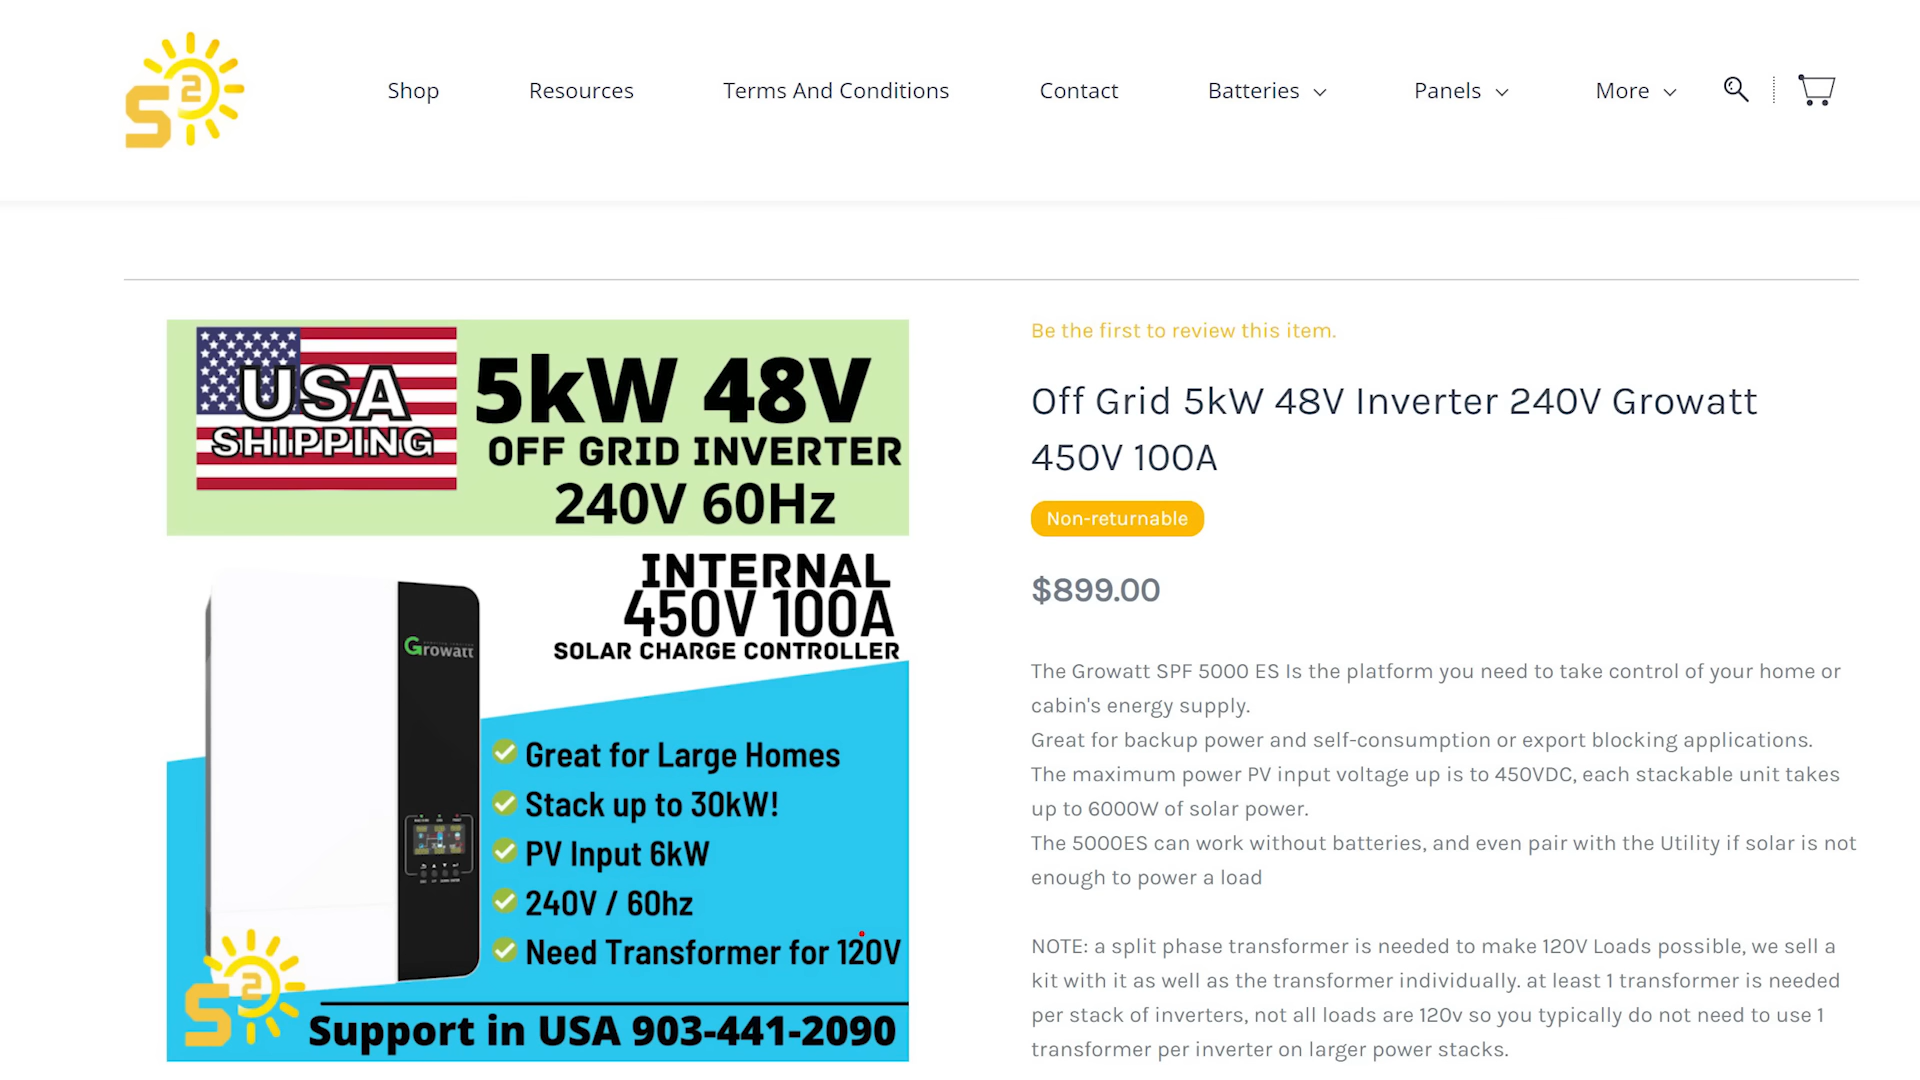 S2
Shop
Resources
Terms And Conditions
Contact
Batteries
Panels
More
USA
SHIPPING
5kW 48V
OFF GRID INVERTER
240V 60Hz
INTERNAL
450V 100A
SOLAR CHARGE CONTROLLER
Growatt
Great for Large Homes
Stack up to 30kW!
PV Input 6kW
240V / 60hz
Need Transformer for 120V
S2
Support in USA 903-441-2090
Be the first to review this item.
Off Grid 5kW 48V Inverter 240V Growatt
450V 100A
Non-returnable
$899.00
The Growatt SPF 5000 ES Is the platform you need to take control of your home or
cabin's energy supply.
Great for backup power and self-consumption or export blocking applications.
The maximum power PV input voltage up is to 450VDC, each stackable unit takes
up to 6000W of solar power.
The 5000ES can work without batteries, and even pair with the Utility if solar is not
enough to power a load
NOTE: a split phase transformer is needed to make 120V Loads possible, we sell a
kit with it as well as the transformer individually. at least 1 transformer is needed
per stack of inverters, not all loads are 120v so you typically do not need to use 1
transformer per inverter on larger power stacks.